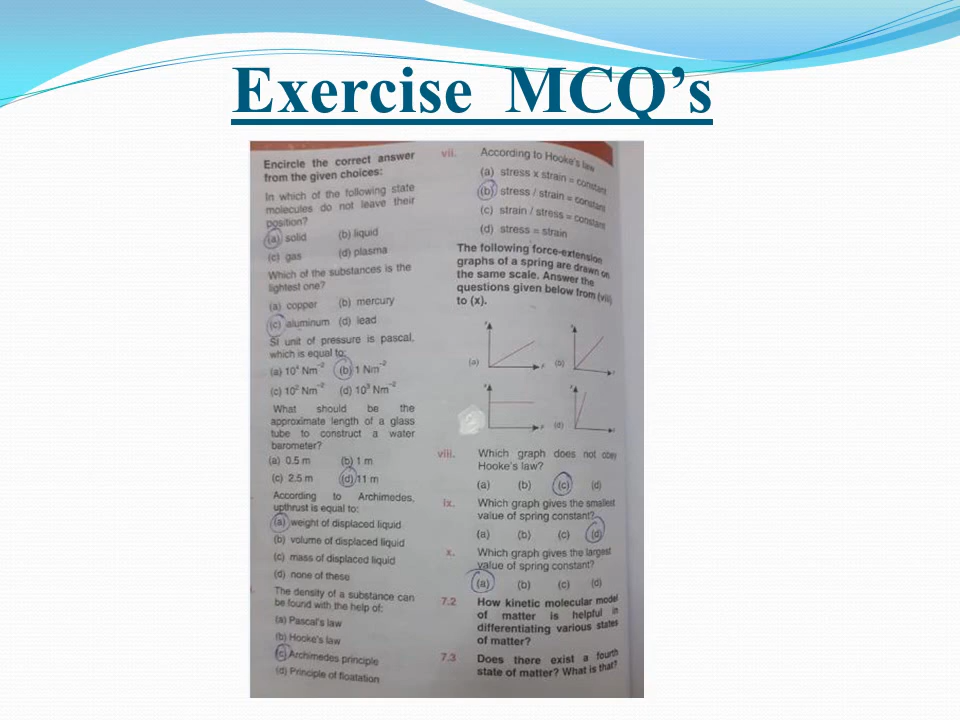 Exercise MCQ's
Encircle the correct answer
from the given choices:
In which of the following state
molecules do not leave their
position?
(a) solid (b) liquid
(c) gas (d) plasma
Which of the substances is the
lightest one?
(a) copper (b) mercury
(c) aluminum (d) lead
SI unit of pressure is pascal,
which is equal to:
(a) 10⁴ Nm⁻² (b) 1 Nm⁻²
(c) 10² Nm⁻² (d) 10³ Nm⁻²
What should be the
approximate length of a glass
tube to construct a water
barometer?
(a) 0.5 m (b) 1 m
(c) 2.5 m (d) 11 m
According to Archimedes,
upthrust is equal to:
(a) weight of displaced liquid
(b) volume of displaced liquid
(c) mass of displaced liquid
(d) none of these
The density of a substance can
be found with the help of:
(a) Pascal's law
(b) Hooke's law
(c) Archimedes principle
(d) Principle of floatation
vii. According to Hooke's law
(a) stress x strain = constant
(b) stress / strain = constant
(c) strain / stress = constant
(d) stress = strain
The following force-extension
graphs of a spring are drawn on
the same scale. Answer the
questions given below from (viii)
to (x).
(a) (b)
(d)
viii. Which graph does not obey
Hooke's law?
(a) (b) (c) (d)
ix. Which graph gives the smallest
value of spring constant?
(a) (b) (c) (d)
x. Which graph gives the largest
value of spring constant?
(a) (b) (c) (d)
7.2 How kinetic molecular model
of matter is helpful in
differentiating various states
of matter?
7.3 Does there exist a fourth
state of matter? What is that?